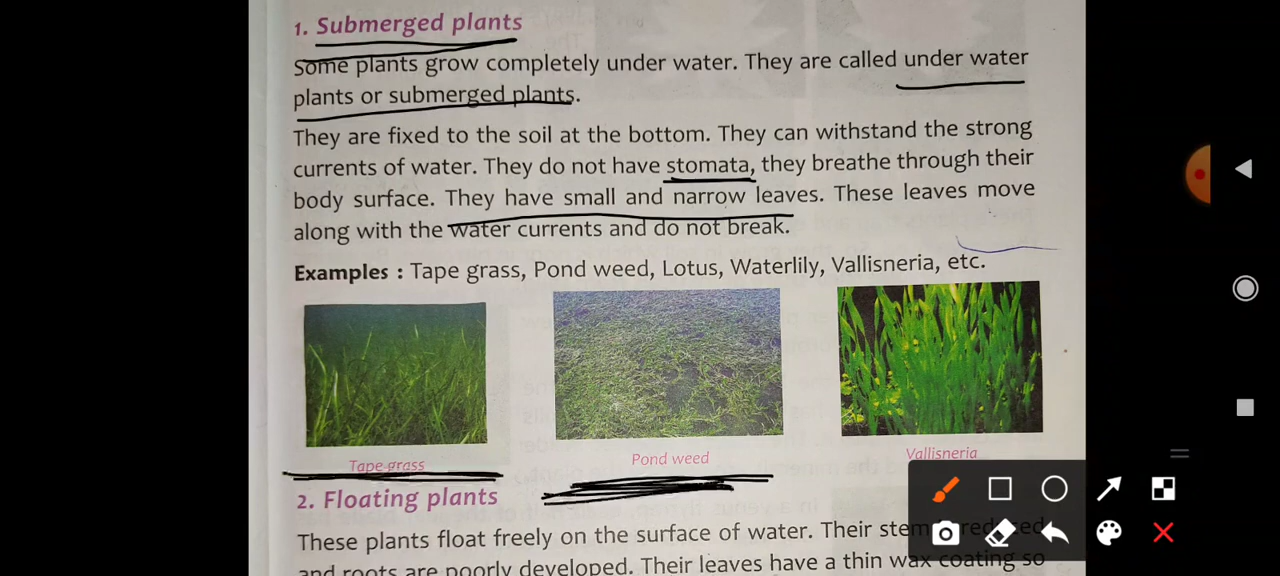 1. Submerged plants
Some plants grow completely under water. They are called under water
plants or submerged plants.
They are fixed to the soil at the bottom. They can withstand the strong
currents of water. They do not have stomata, they breathe through their
body surface. They have small and narrow leaves. These leaves move
along with the water currents and do not break.
Examples : Tape grass, Pond weed, Lotus, Waterlily, Vallisneria, etc.
Tape grass
Pond weed
Vallisneria
2. Floating plants
These plants float freely on the surface of water. Their stem reduced
and roots are poorly developed. Their leaves have a thin wax coating so